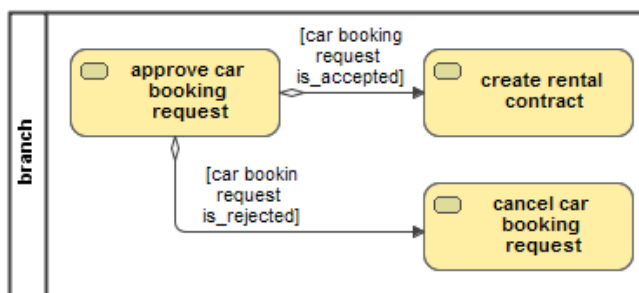 branch
approve car
booking
request
[car booking
request
is_accepted]
create rental
contract
[car bookin
request
is_rejected]
cancel car
booking
request